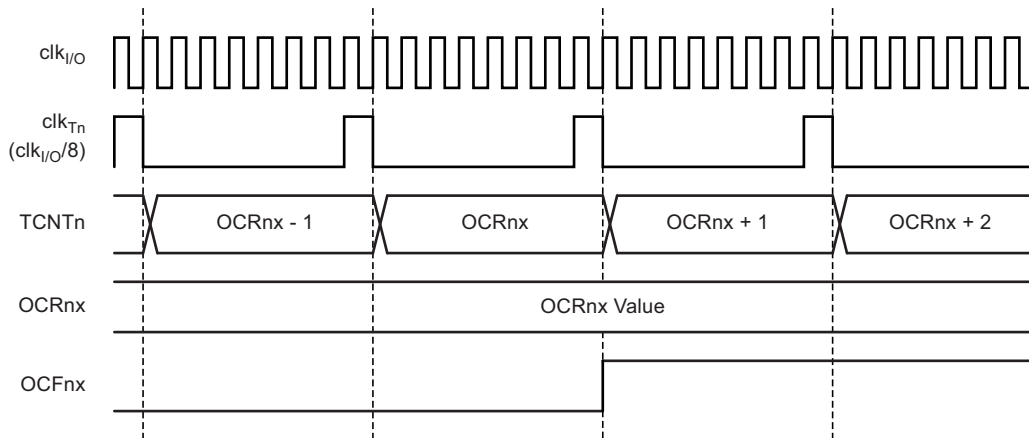 clkI/O
clkTn
(clkI/O/8)
TCNTn
OCRnx - 1
OCRnx
OCRnx + 1
OCRnx + 2
OCRnx
OCRnx Value
OCFnx